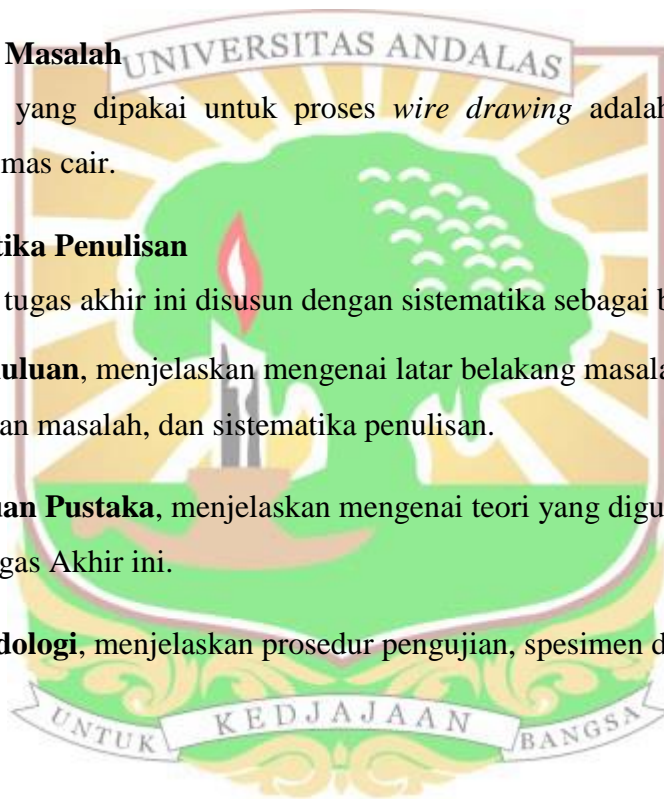 Masalah
UNIVERSITAS ANDALAS
yang dipakai untuk proses wire drawing adalah
mas cair.
tika Penulisan
tugas akhir ini disusun dengan sistematika sebagai b
uluan, menjelaskan mengenai latar belakang masala
an masalah, dan sistematika penulisan.
an Pustaka, menjelaskan mengenai teori yang digu
gas Akhir ini.
dologi, menjelaskan prosedur pengujian, spesimen d
UNTUK KEDJAJAAN BANGSA